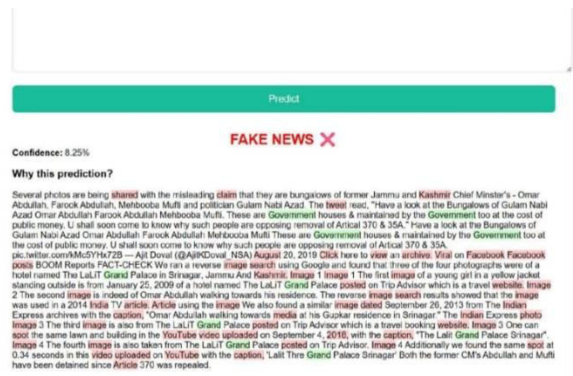 Predict
FAKE NEWS ❌
Confidence: 8.25%
Why this prediction?
Several photos are being shared with the misleading claim that they are bungalows of former Jammu and Kashmir Chief Minster's - Omar
Abdullah, Farook Abdullah, Mehbooba Mufti and politician Gulam Nabi Azad. The tweet read, "Have a look at the Bungalows of Gulam Nabi
Azad Omar Abdullah Farook Abdullah Mehbooba Mufti. These are Government houses & maintained by the Government too at the cost of
public money. U shall soon come to know why such people are opposing removal of Artical 370 & 35A." Have a look at the Bungalows of
Gulam Nabi Azad Omar Abdullah Farook Abdullah Mehbooba Mufti These are Government houses & maintained by the Government too at
the cost of public money. U shall soon come to know why such people are opposing removal of Artical 370 & 35A.
pic.twitter.com/kMc5YHx72B — Ajit Doval (@AjitKDoval_NSA) August 20, 2019 Click here to view an archive. Viral on Facebook Facebook
posts BOOM Reports FACT-CHECK We ran a reverse image search using Google and found that three of the four photographs were of a
hotel named The LaLiT Grand Palace in Srinagar, Jammu And Kashmir. Image 1 Image 1 The first image of a young girl in a yellow jacket
standing outside is from January 25, 2009 of a hotel named The LaLiT Grand Palace posted on Trip Advisor which is a travel website. Image
2 The second image is indeed of Omar Abdullah walking towards his residence. The reverse image search results showed that the image
was used in a 2014 India TV article. Article using the image We also found a similar image dated September 26, 2013 from The Indian
Express archives with the caption, "Omar Abdullah walking towards media at his Gupkar residence in Srinagar." The Indian Express photo
Image 3 The third image is also from The LaLiT Grand Palace posted on Trip Advisor which is a travel booking website. Image 3 One can
spot the same lawn and building in the YouTube video uploaded on September 4, 2018, with the caption, "The Lalit Grand Palace Srinagar".
Image 4 The fourth image is also taken from The LaLiT Grand Palace posted on Trip Advisor. Image 4 Additionally we found the same spot at
0.34 seconds in this video uploaded on YouTube with the caption, 'Lalit Thre Grand Palace Srinagar' Both the former CM's Abdullah and Mufti
have been detained since Article 370 was repealed.